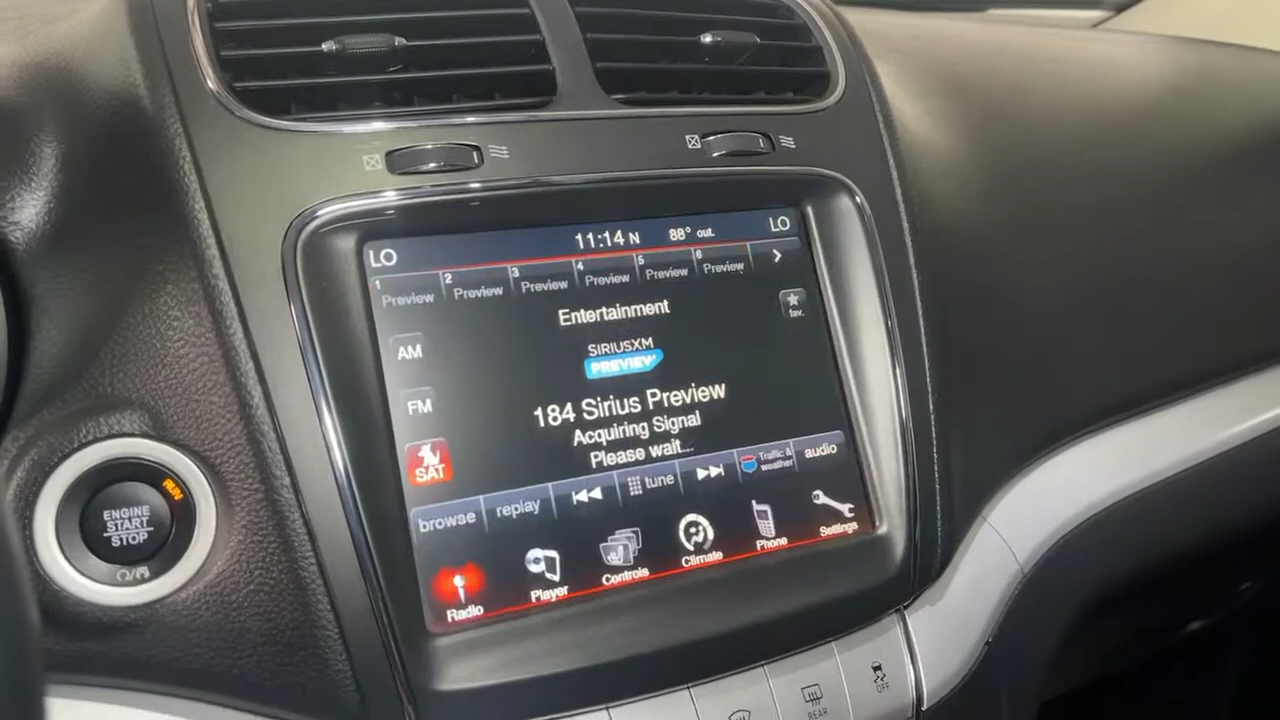 LO
11:14 N
88° out.
LO
1 Preview
2 Preview
3 Preview
4 Preview
5 Preview
6 Preview
Entertainment
fav.
SIRIUSXM
PREVIEW
AM
FM
SAT
184 Sirius Preview
Acquiring Signal
Please wait...
browse
replay
tune
Traffic &
weather
audio
Radio
Player
Controls
Climate
Phone
Settings
RUN
ENGINE
START
STOP
REAR
OFF